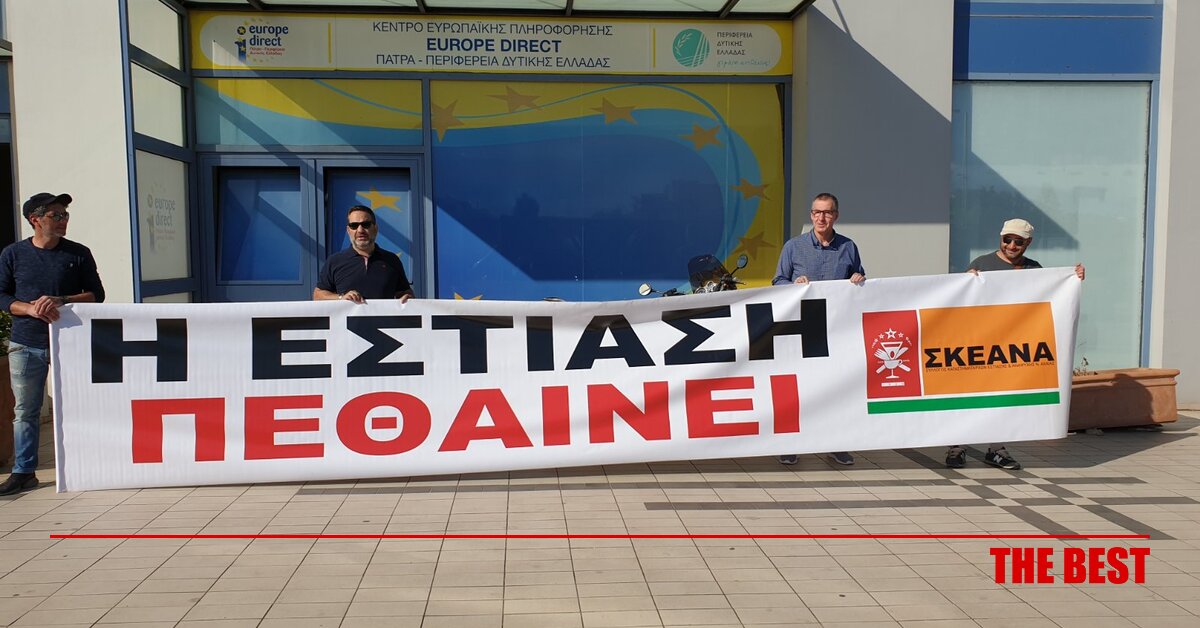 europe direct
ΚΕΝΤΡΟ ΕΥΡΩΠΑΪΚΗΣ ΠΛΗΡΟΦΟΡΗΣΗΣ
EUROPE DIRECT
ΠΑΤΡΑ - ΠΕΡΙΦΕΡΕΙΑ ΔΥΤΙΚΗΣ ΕΛΛΑΔΑΣ
ΠΕΡΙΦΕΡΕΙΑ
ΔΥΤΙΚΗΣ
ΕΛΛΑΔΑΣ
europe
direct
Η ΕΣΤΙΑΣΗ
ΠΕΘΑΙΝΕΙ
ΣΚΕΑΝΑ
THE BEST